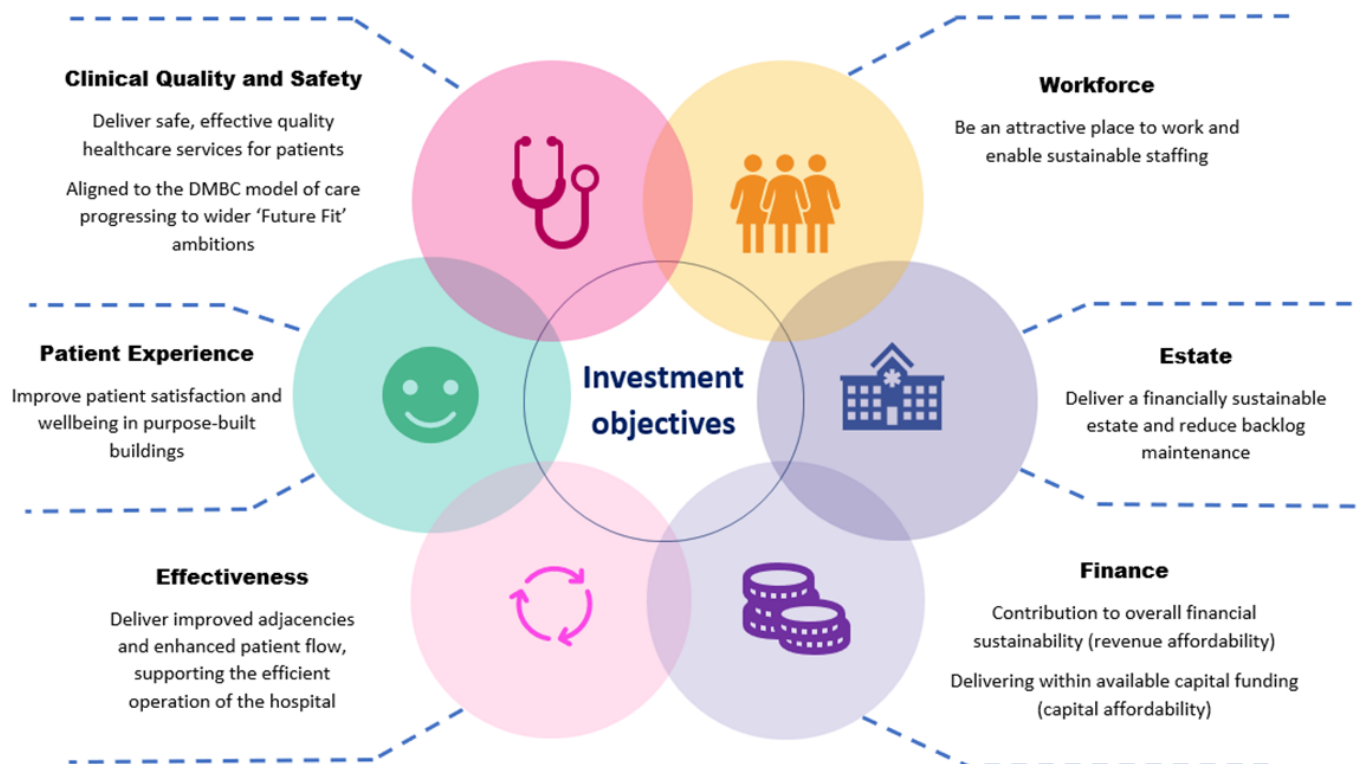 Clinical Quality and Safety
Deliver safe, effective quality
healthcare services for patients
Aligned to the DMBC model of care
progressing to wider ‘Future Fit’
ambitions
Workforce
Be an attractive place to work and
enable sustainable staffing
Patient Experience
Improve patient satisfaction and
wellbeing in purpose-built
buildings
Investment
objectives
Estate
Deliver a financially sustainable
estate and reduce backlog
maintenance
Effectiveness
Deliver improved adjacencies
and enhanced patient flow,
supporting the efficient
operation of the hospital
Finance
Contribution to overall financial
sustainability (revenue affordability)
Delivering within available capital funding
(capital affordability)